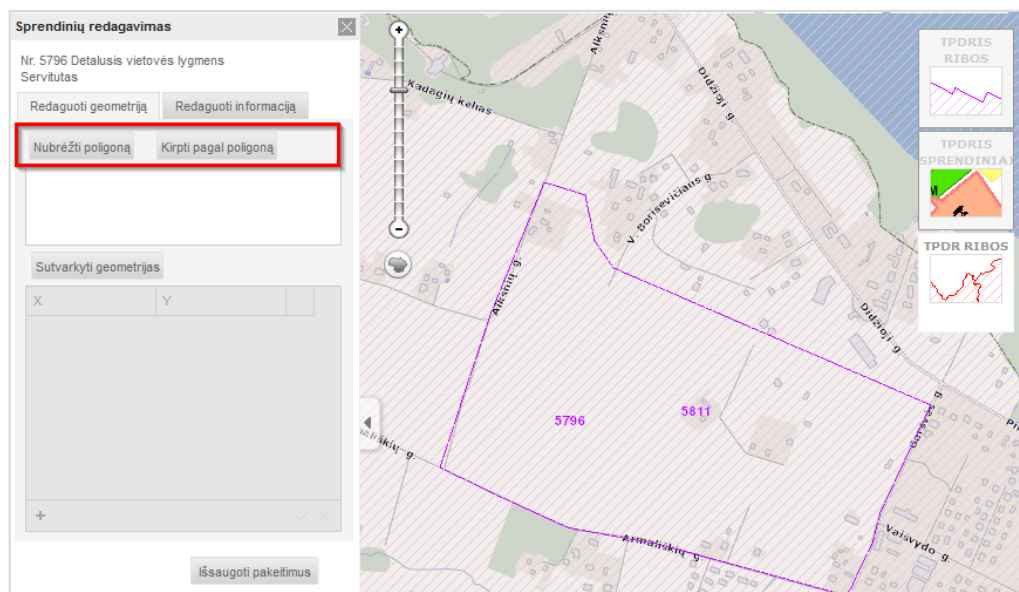 Sprendinių redagavimas
Nr. 5796 Detalusis vietovės lygmens
Servitutas
Redaguoti geometriją
Redaguoti informaciją
Nubrėžti poligoną
Kirpti pagal poligoną
Sutvarkyti geometrijas
X
Y
Išsaugoti pakeitimus
Alksnių g.
Kadagių kelias
Didžioji g.
V. Borisevičiaus g.
Alksnių g.
Didžioji g.
Garsvės g.
5796
5811
Armališkių g.
Vaisvydo g.
TPDRIS
RIBOS
TPDRIS
SPRENDINIAI
M
TPDR RIBOS